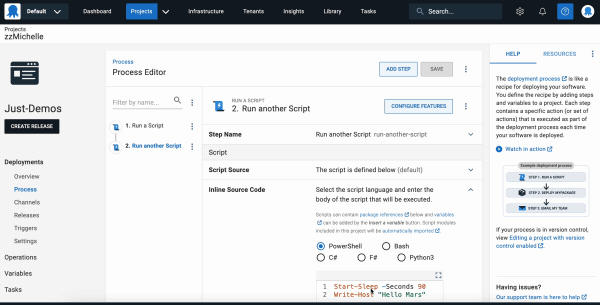 Default
Dashboard
Projects
Infrastructure
Tenants
Insights
Library
Tasks
Search...
Projects
zzMichelle
Just-Demos
CREATE RELEASE
Deployments
Overview
Process
Channels
Releases
Triggers
Settings
Operations
Variables
Tasks
Process
Process Editor
ADD STEP
SAVE
Filter by name...
1. Run a Script
2. Run another Script
RUN A SCRIPT
2. Run another Script
CONFIGURE FEATURES
Step Name
Run another Script run-another-script
Script
Script Source
The script is defined below (default)
Inline Source Code
Select the script language and enter the
body of the script that will be executed.
Scripts can contain package references below and variables
can be added by the Insert a variable button. Script modules
included in this project will be automatically imported.
PowerShell
Bash
C#
F#
Python3
1 Start-Sleep -Seconds 90
2 Write-Host "Hello Mars"
HELP
RESOURCES
The deployment process is like a
recipe for deploying your software.
You define the recipe by adding steps
and variables to a project. Each step
contains a specific action (or set of
actions) that is executed as part of
the deployment process each time
your software is deployed.
Watch in action
Example deployment process
STEP 1. RUN A SCRIPT
STEP 2. DEPLOY MYPACKAGE
STEP 3. EMAIL MY TEAM
If your process is in version control,
view Editing a project with version
control enabled.
Having issues?
Our support team is here to help